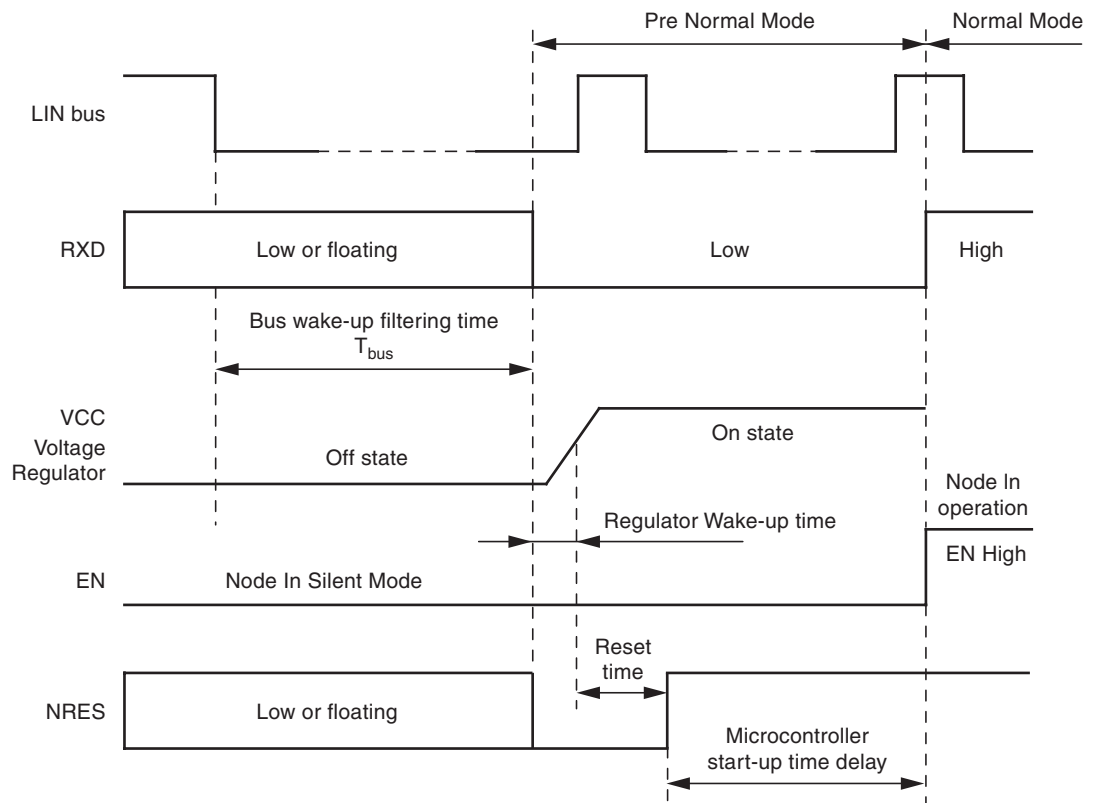 Pre Normal Mode
Normal Mode
LIN bus
RXD
Low or floating
Low
High
Bus wake-up filtering time
Tbus
VCC
Voltage
Regulator
Off state
On state
Node In
operation
Regulator Wake-up time
EN
Node In Silent Mode
EN High
Reset
time
NRES
Low or floating
Microcontroller
start-up time delay